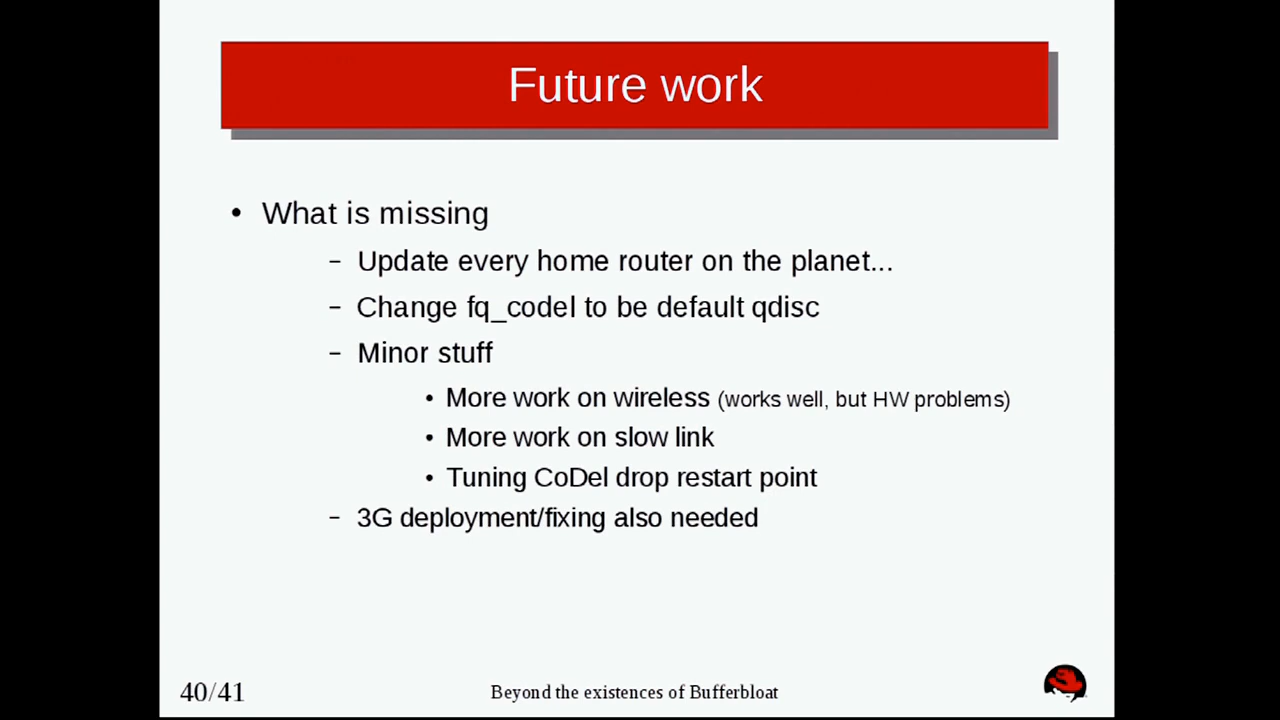 Future work
• What is missing
– Update every home router on the planet...
– Change fq_codel to be default qdisc
– Minor stuff
• More work on wireless (works well, but HW problems)
• More work on slow link
• Tuning CoDel drop restart point
– 3G deployment/fixing also needed
40/41
Beyond the existences of Bufferbloat